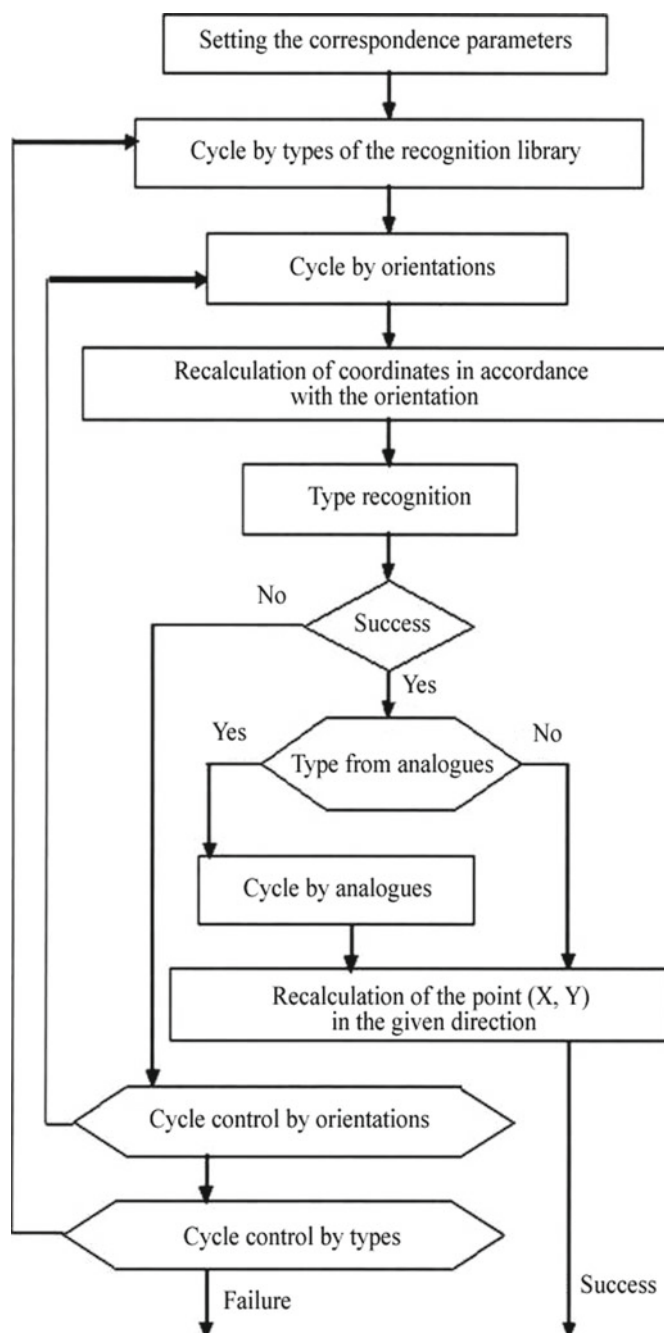 Setting the correspondence parameters
Cycle by types of the recognition library
Cycle by orientations
Recalculation of coordinates in accordance
with the orientation
Type recognition
No
Success
Yes
Yes
No
Type from analogues
Cycle by analogues
Recalculation of the point (X, Y)
in the given direction
Cycle control by orientations
Cycle control by types
Failure
Success